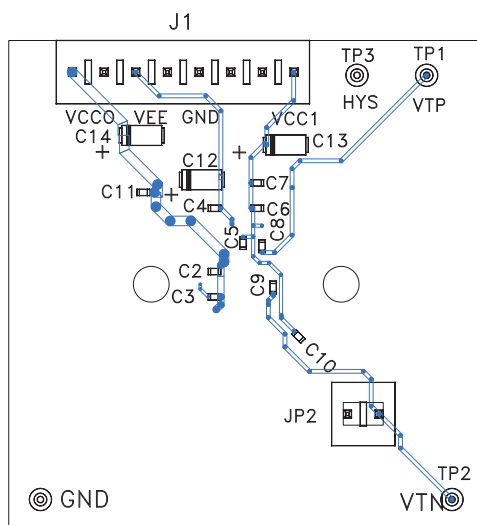 J1
TP3
TP1
HYS
VTP
VCCO VEE GND VCC1
C14
C13
C12
C7
C11
C4
C6
C5
C8
C2
C9
C3
C10
JP2
TP2
GND
VTN